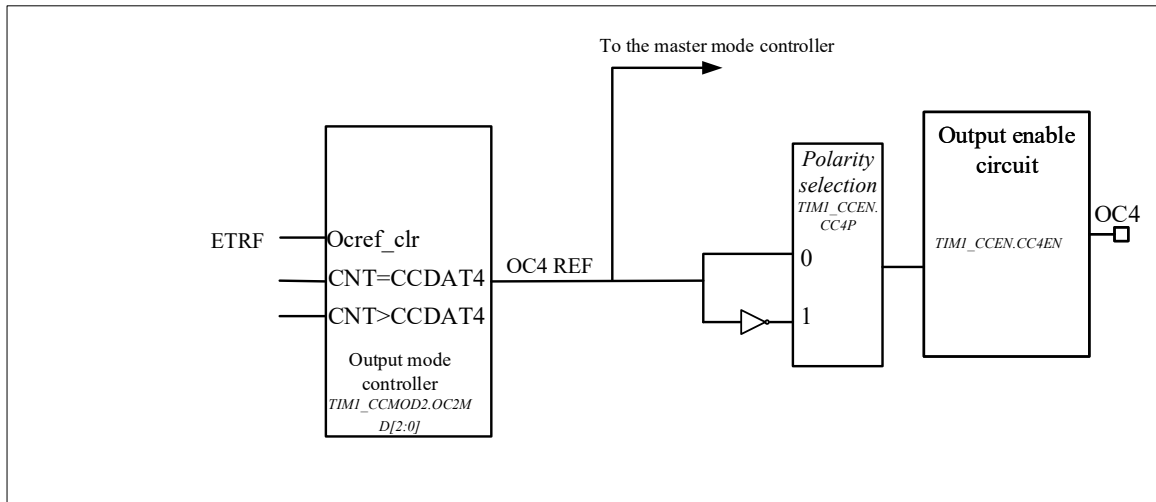 To the master mode controller
Polarity
selection
TIM1_CCEN.
CC4P
Output enable
circuit
OC4
ETRF
Ocref_clr
CNT=CCDAT4
OC4 REF
0
TIM1_CCEN.CC4EN
CNT>CCDAT4
1
Output mode
controller
TIM1_CCMOD2.OC2M
D[2:0]